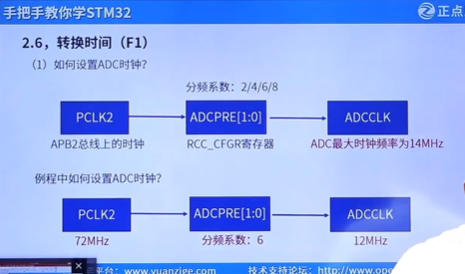 手把手教你学STM32
正点
2.6，转换时间（F1）
（1）如何设置ADC时钟？
分频系数：2/4/6/8
PCLK2 ADCPRE[1:0] ADCCLK
APB2总线上的时钟 RCC_CFGR寄存器 ADC最大时钟频率为14MHz
例程中如何设置ADC时钟？
PCLK2 ADCPRE[1:0] ADCCLK
72MHz 分频系数：6 12MHz
平台：www.yuanzige.com 技术支持论坛：http://www.ope